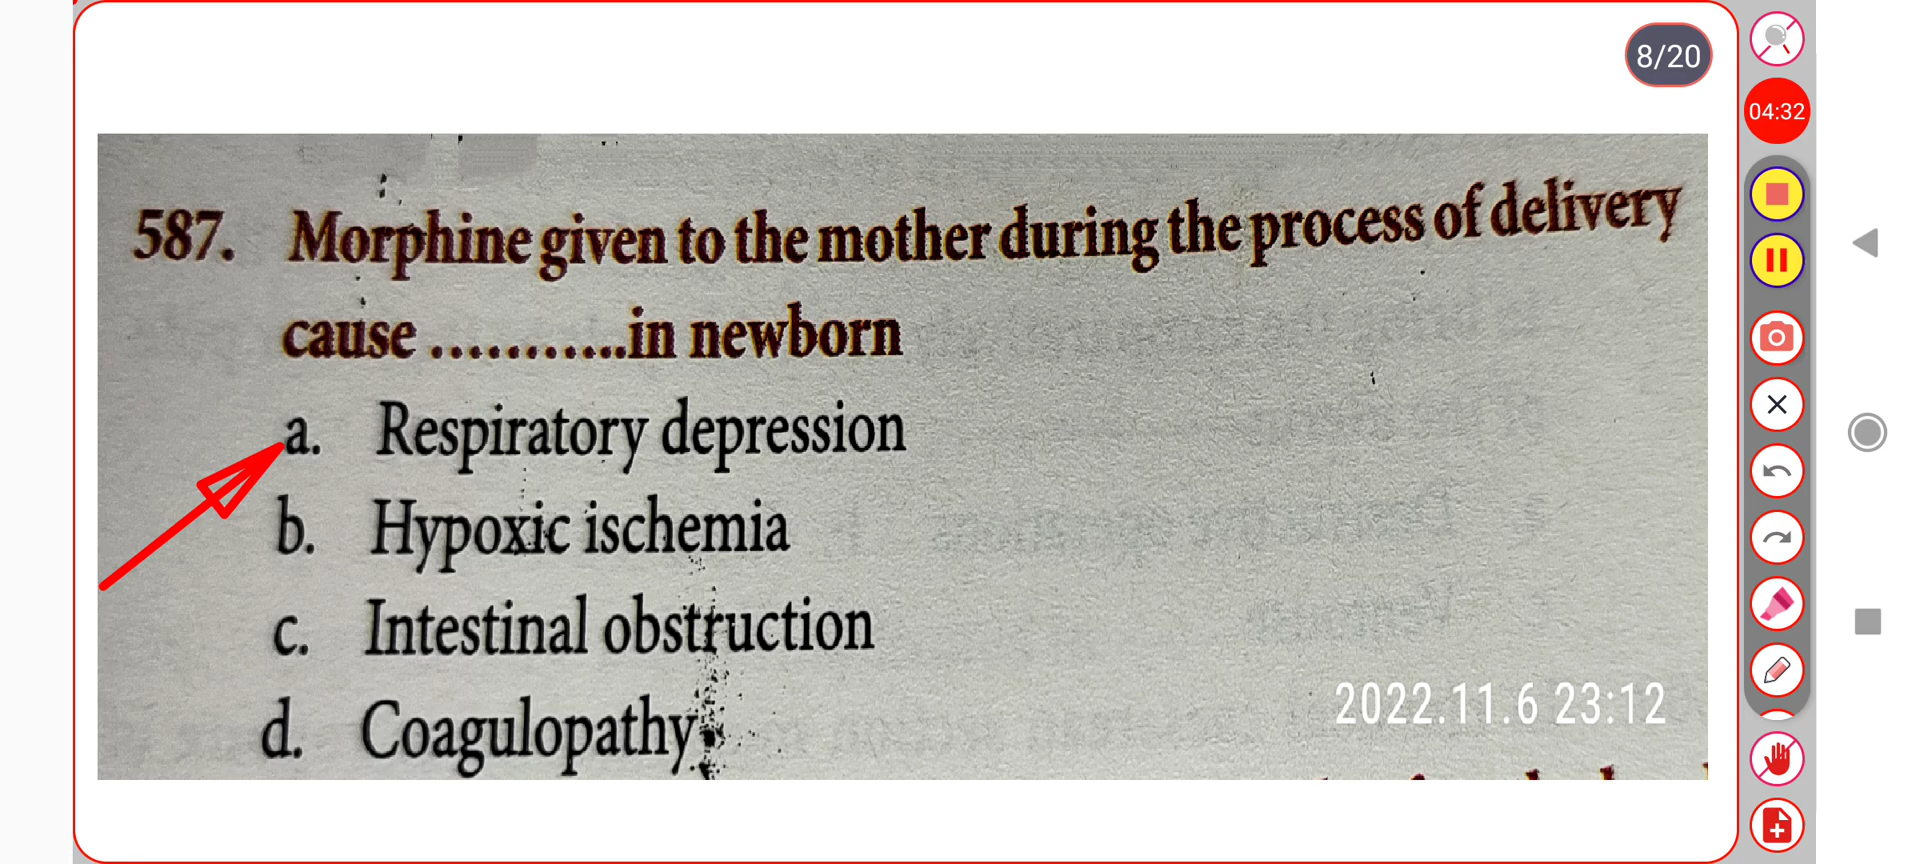 8/20
04:32
587. Morphine given to the mother during the process of delivery
cause ...........in newborn
a. Respiratory depression
b. Hypoxic ischemia
c. Intestinal obstruction
d. Coagulopathy
2022.11.6 23:12